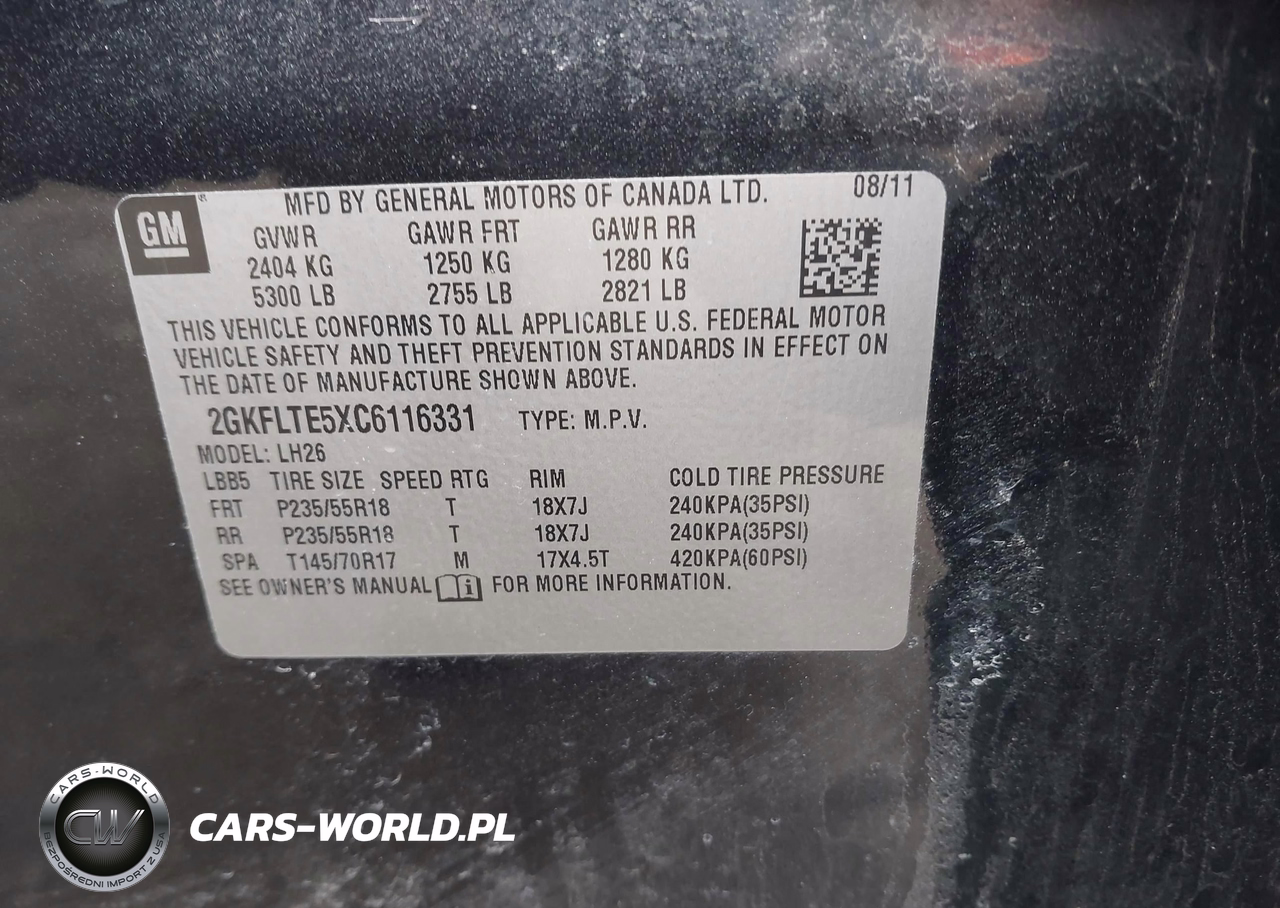 MFD BY GENERAL MOTORS OF CANADA LTD. 08/11
GM
GVWR GAWR FRT GAWR RR
2404 KG 1250 KG 1280 KG
5300 LB 2755 LB 2821 LB
THIS VEHICLE CONFORMS TO ALL APPLICABLE U.S. FEDERAL MOTOR
VEHICLE SAFETY AND THEFT PREVENTION STANDARDS IN EFFECT ON
THE DATE OF MANUFACTURE SHOWN ABOVE.
2GKFLTE5XC6116331 TYPE: M.P.V.
MODEL: LH26
LBB5 TIRE SIZE SPEED RTG RIM COLD TIRE PRESSURE
FRT P235/55R18 T 18X7J 240KPA(35PSI)
RR P235/55R18 T 18X7J 240KPA(35PSI)
SPA T145/70R17 M 17X4.5T 420KPA(60PSI)
SEE OWNER'S MANUAL FOR MORE INFORMATION.
CARS-WORLD
CW
BEZPOŚREDNI IMPORT Z USA
CARS-WORLD.PL